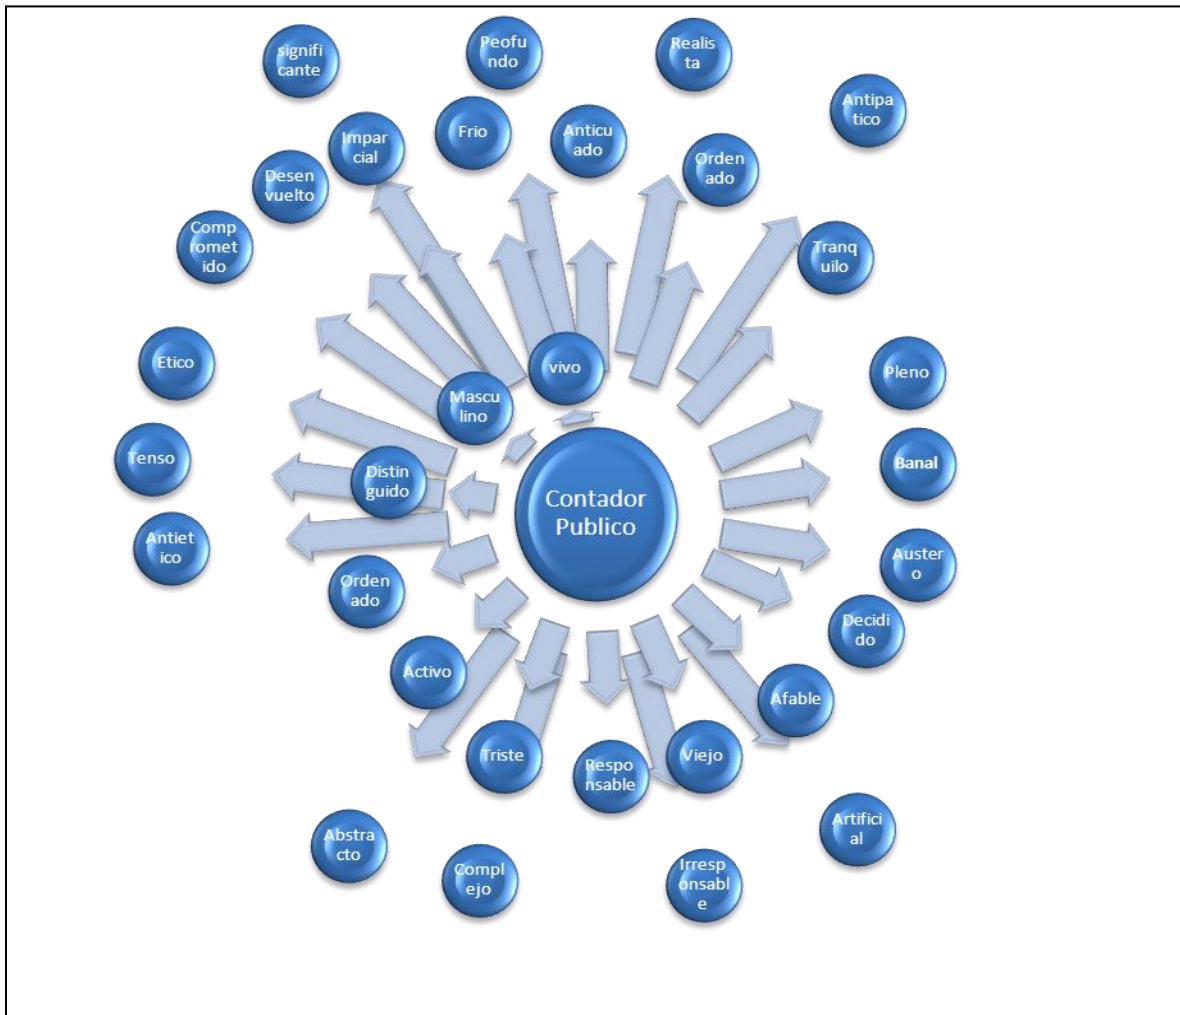 signifi
cante
Peofu
ndo
Realis
ta
Antipa
tico
Frio
Anticu
ado
Impar
cial
Orden
ado
Desen
vuelto
Comp
romet
ido
Tranq
uilo
Etico
vivo
Pleno
Mascu
lino
Tenso
Banal
Distin
guido
Contador
Publico
Antiet
ico
Auster
o
Orden
ado
Decidi
do
Activo
Afable
Triste
Respo
nsable
Viejo
Abstra
cto
Artifici
al
Compl
ejo
Irresp
onsabl
e